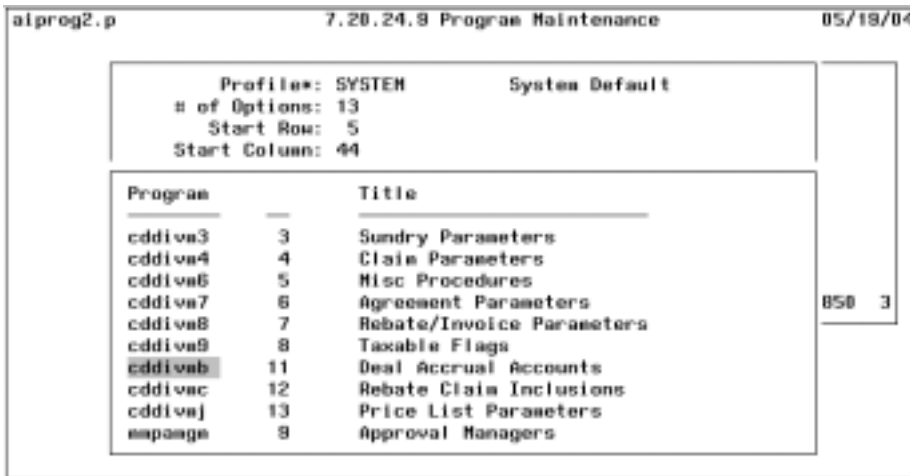 aiprog2.p 7.20.24.9 Program Maintenance 05/19/04
Profile*: SYSTEM System Default
# of Options: 13
Start Row: 5
Start Column: 44
Program Title
cddivm3 3 Sundry Parameters
cddivm4 4 Claim Parameters
cddivm6 5 Misc Procedures
cddivm7 6 Agreement Parameters
cddivm8 7 Rebate/Invoice Parameters
850 3
cddivm9 8 Taxable Flags
cddivmb 11 Deal Accrual Accounts
cddivmc 12 Rebate Claim Inclusions
cddivmj 13 Price List Parameters
mmpamgm 9 Approval Managers